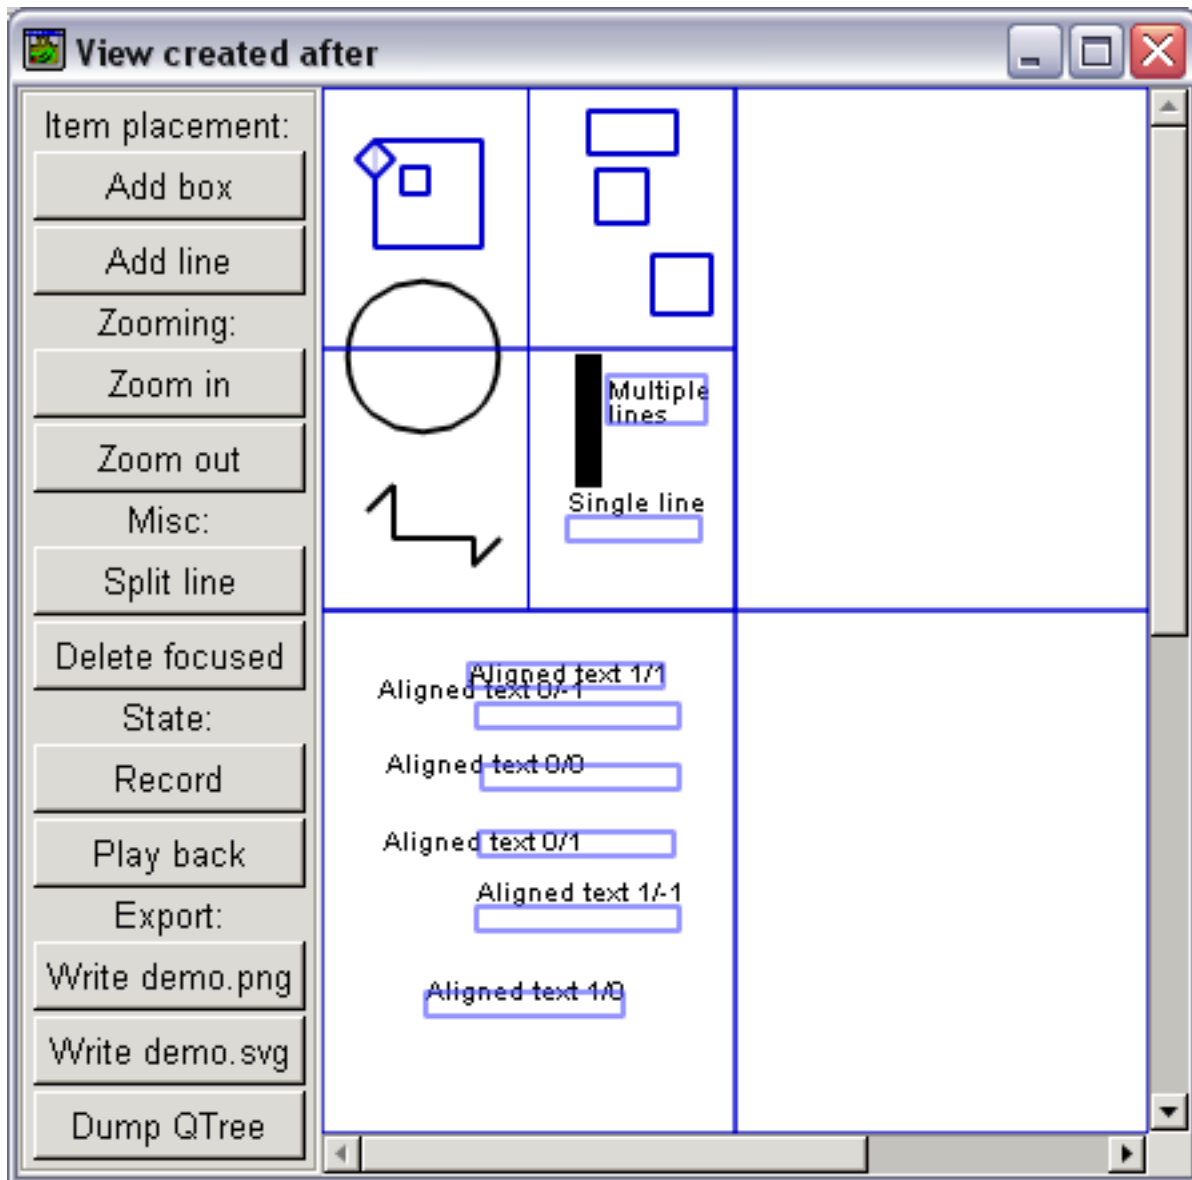 View created after
Item placement:
Add box
Add line
Zooming:
Zoom in
Zoom out
Misc:
Split line
Delete focused
State:
Record
Play back
Export:
Write demo.png
Write demo.svg
Dump QTree
Multiple
lines
Single line
Aligned text 1/1
Aligned text 0/-1
Aligned text 0/0
Aligned text 0/1
Aligned text 1/-1
Aligned text 1/0